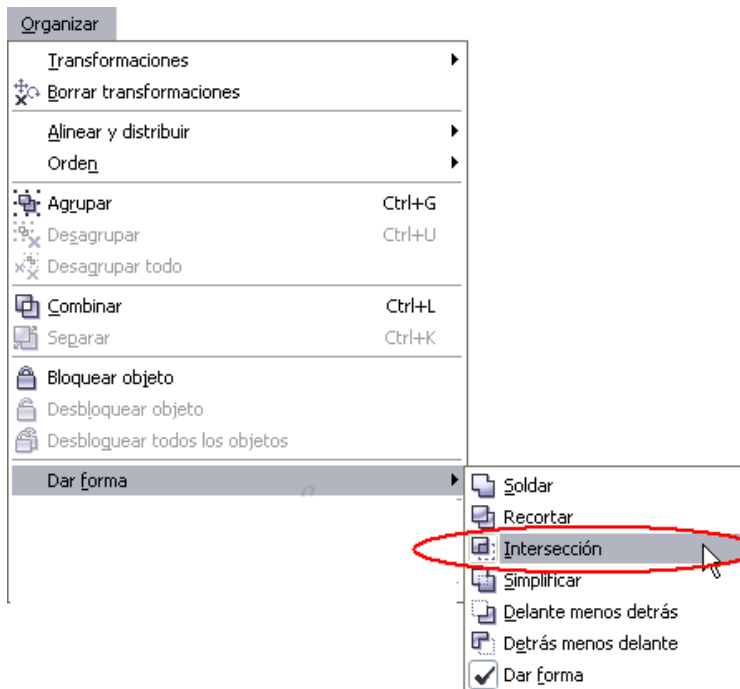 Organizar
Transformaciones
Borrar transformaciones
Alinear y distribuir
Orden
Agrupar Ctrl+G
Desagrupar Ctrl+U
Desagrupar todo
Combinar Ctrl+L
Separar Ctrl+K
Bloquear objeto
Desbloquear objeto
Desbloquear todos los objetos
Dar forma
Soldar
Recortar
Intersección
Simplificar
Delante menos detrás
Detrás menos delante
Dar forma